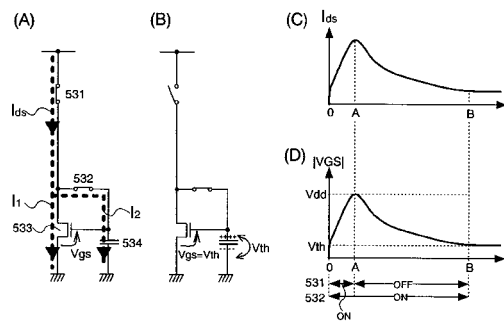 (A)
(B)
(C)
Ids
531
Ids
0
A
B
532
(D)
|VGS|
I1
I2
Vdd
533
534
Vgs
Vgs=Vth
Vth
Vth
0
A
B
531
OFF
532
ON
ON